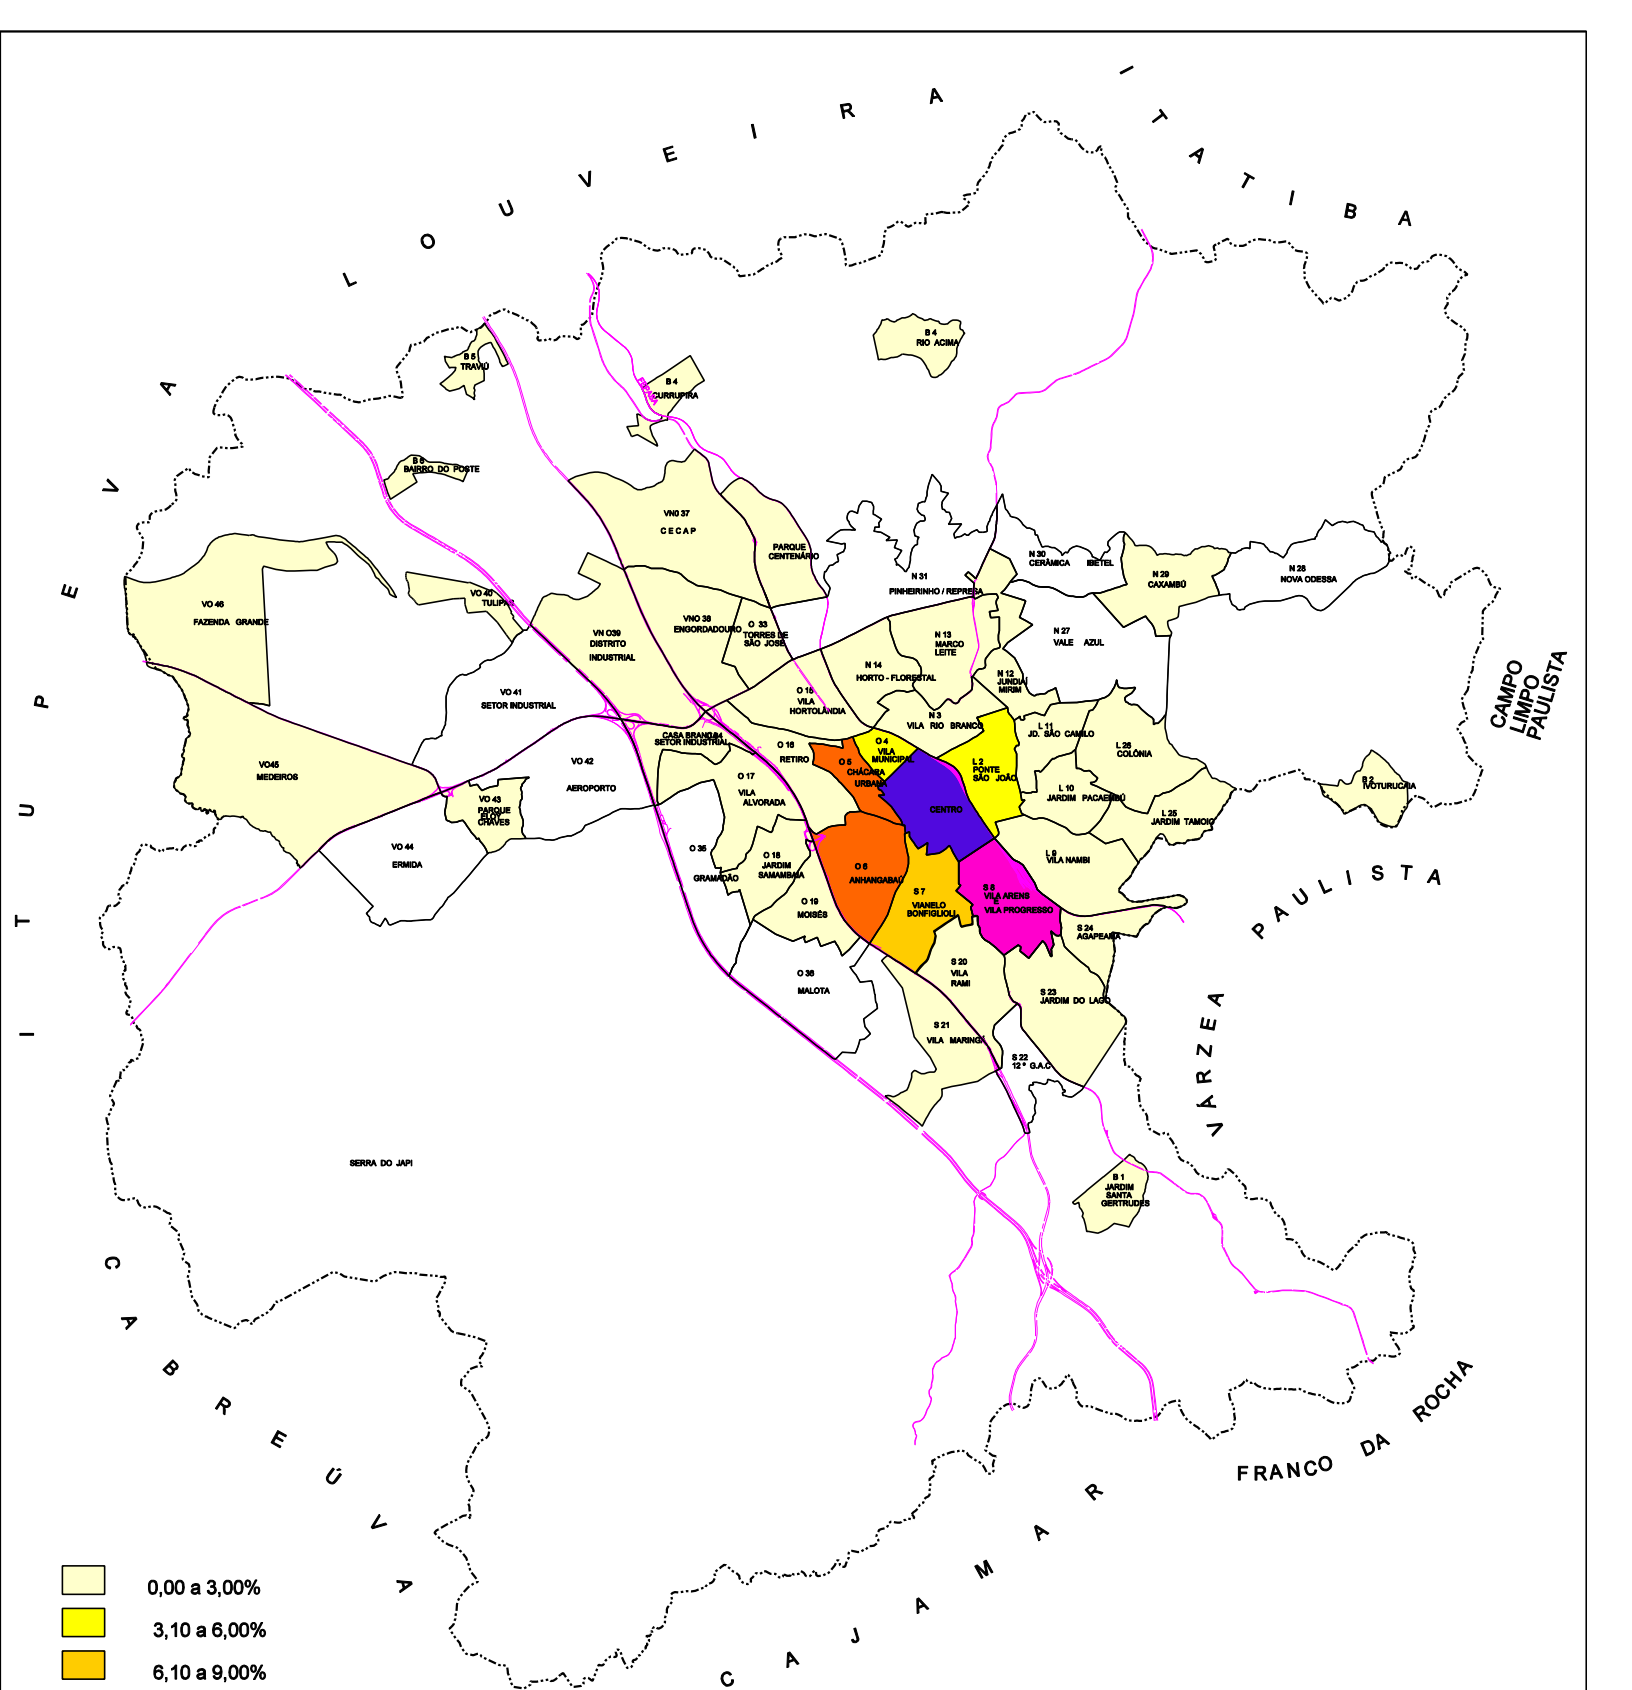 LOUVEIRA
ITATIBA
ITUPEVA
CAMPO
LIMPO
PAULISTA
VÁRZEA PAULISTA
CABREÚVA
CAJAMAR
FRANCO DA ROCHA
B 4
RIO ACIMA
B 5
TRAVIÚ
B 4
CURRUPIRA
B 6
BAIRRO DO POSTE
VN0 37
CECAP
PARQUE
CENTENÁRIO
N 31
PINHEIRINHO / REPRESA
N 30
CERÂMICA IBETEL
N 29
CAXAMBÚ
N 28
NOVA ODESSA
VO 46
FAZENDA GRANDE
VO 40
TULIPAS
VN O39
DISTRITO
INDUSTRIAL
VNO 38
ENGORDADOURO
O 33
TORRES DE
SÃO JOSÉ
N 13
MARCO
LEITE
N 27
VALE AZUL
N 14
HORTO - FLORESTAL
N 12
JUNDIAÍ
MIRIM
VO 41
SETOR INDUSTRIAL
O 15
VILA
HORTOLÂNDIA
N 3
VILA RIO BRANCO
L 11
JD. SÃO CAMILO
L 26
COLÔNIA
CASA BRANCA
SETOR INDUSTRIAL
O 16
RETIRO
O 4
VILA
MUNICIPAL
O 5
CHÁCARA
URBANA
L 2
PONTE
SÃO JOÃO
VO45
MEDEIROS
VO 42
AEROPORTO
O 17
VILA
ALVORADA
VO 43
PARQUE
ELOY
CHAVES
CENTRO
L 10
JARDIM PACAEMBÚ
L 25
JARDIM TAMOIO
B 2
IVOTURUCAIA
VO 44
ERMIDA
O 35
GRAMADÃO
O 18
JARDIM
SAMAMBAIA
O 6
ANHANGABAÚ
L 9
VILA NAMBI
S 7
VIANELO
BONFIGLIOLI
S 8
VILA ARENS
E
VILA PROGRESSO
O 19
MOISÉS
S 24
AGAPEAMA
O 36
MALOTA
S 20
VILA
RAMI
S 23
JARDIM DO LAGO
S 21
VILA MARINGÁ
S 22
12º G.A.C
SERRA DO JAPI
B 1
JARDIM
SANTA
GERTRUDES
0,00 a 3,00%
3,10 a 6,00%
6,10 a 9,00%